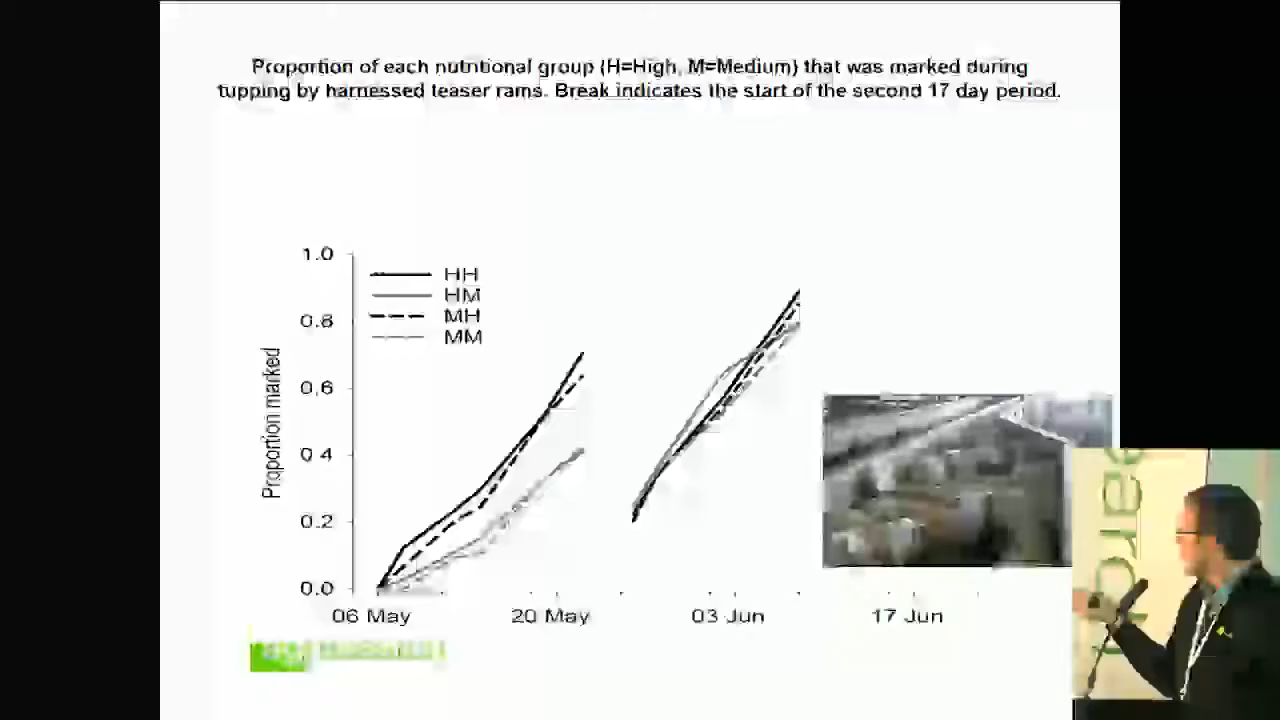 Proportion of each nutritional group (H=High, M=Medium) that was marked during
tupping by harnessed teaser rams. Break indicates the start of the second 17 day period.
1.0
0.8
0.6
0.4
0.2
0.0
Proportion marked
HH
HM
MH
MM
06 May
20 May
03 Jun
17 Jun